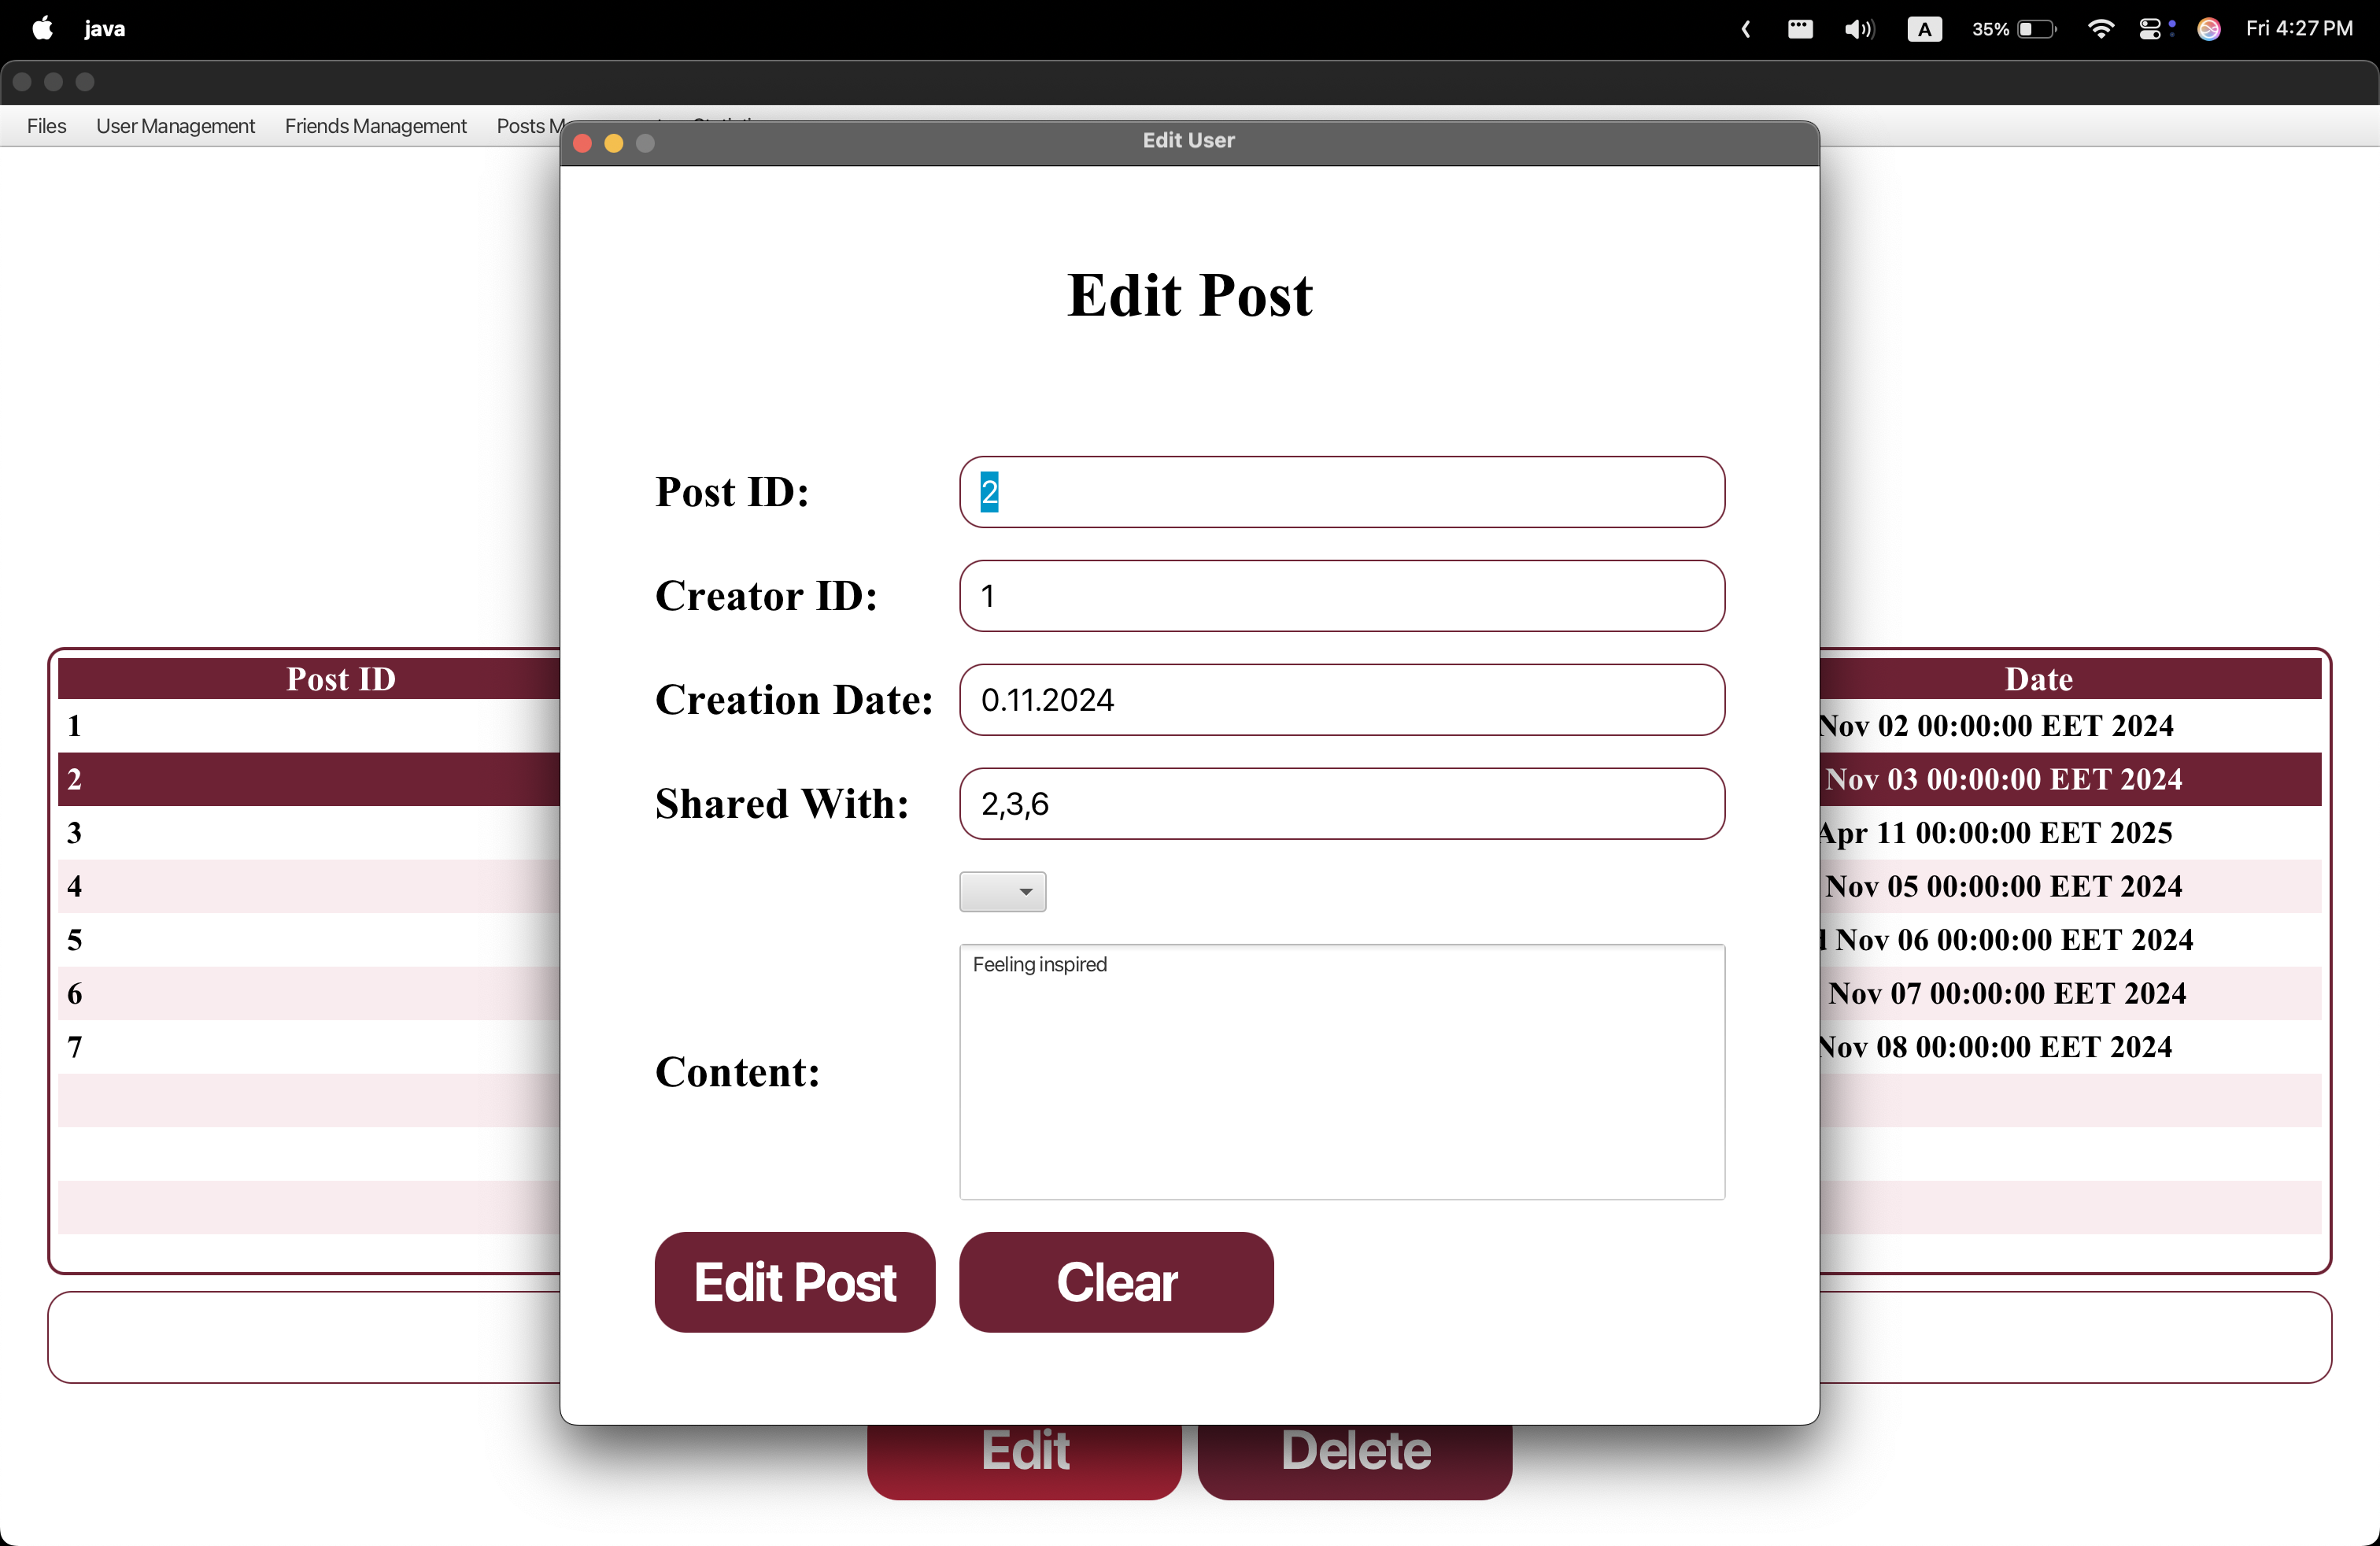 java
A
35%
Fri 4:27 PM
Files User Management Friends Management Posts M
Edit User
Edit Post
Post ID: 2
Creator ID: 1
Creation Date: 0.11.2024
Shared With: 2,3,6
Content: Feeling inspired
Edit Post Clear
Post ID Date
1 Nov 02 00:00:00 EET 2024
2 Nov 03 00:00:00 EET 2024
3 Apr 11 00:00:00 EET 2025
4 Nov 05 00:00:00 EET 2024
5 Nov 06 00:00:00 EET 2024
6 Nov 07 00:00:00 EET 2024
7 Nov 08 00:00:00 EET 2024
Edit Delete